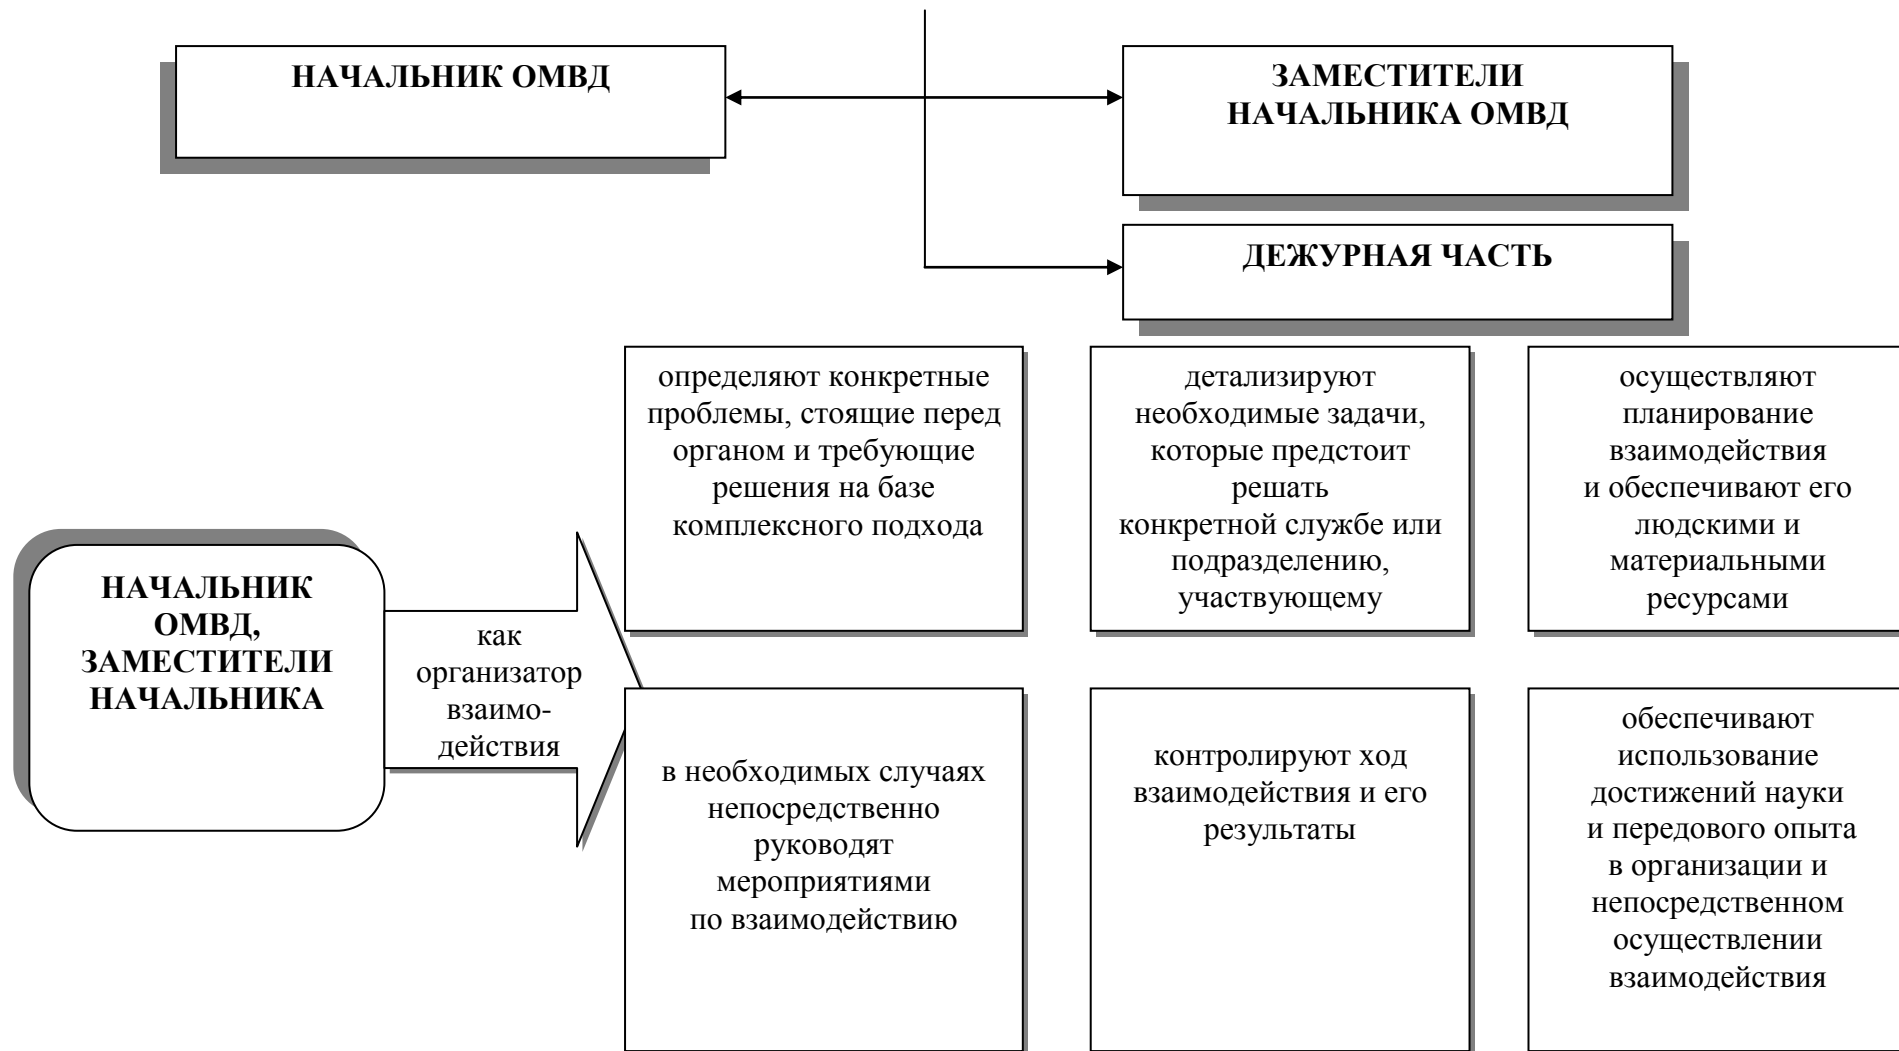 НАЧАЛЬНИК ОМВД
ЗАМЕСТИТЕЛИ
НАЧАЛЬНИКА ОМВД
ДЕЖУРНАЯ ЧАСТЬ
НАЧАЛЬНИК
ОМВД,
ЗАМЕСТИТЕЛИ
НАЧАЛЬНИКА
как
организатор
взаимо-
действия
определяют конкретные
проблемы, стоящие перед
органом и требующие
решения на базе
комплексного подхода
детализируют
необходимые задачи,
которые предстоит
решать
конкретной службе или
подразделению,
участвующему
осуществляют
планирование
взаимодействия
и обеспечивают его
людскими и
материальными
ресурсами
в необходимых случаях
непосредственно
руководят
мероприятиями
по взаимодействию
контролируют ход
взаимодействия и его
результаты
обеспечивают
использование
достижений науки
и передового опыта
в организации и
непосредственном
осуществлении
взаимодействия